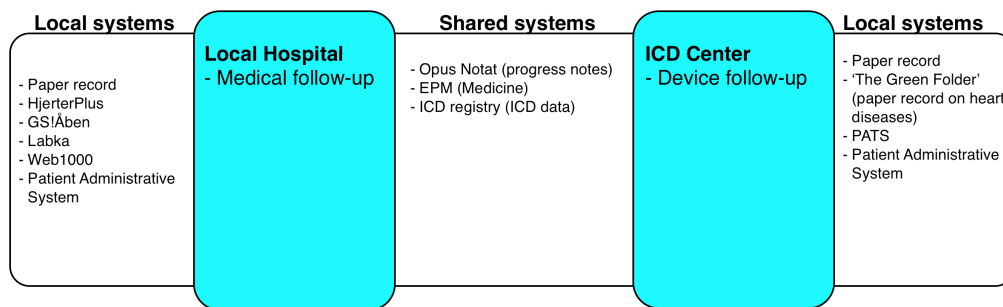 Local systems
- Paper record
- HjerterPlus
- GS!Åben
- Labka
- Web1000
- Patient Administrative
System
Local Hospital
- Medical follow-up
Shared systems
- Opus Notat (progress notes)
- EPM (Medicine)
- ICD registry (ICD data)
ICD Center
- Device follow-up
Local systems
- Paper record
- ‘The Green Folder’
(paper record on heart
diseases)
- PATS
- Patient Administrative
System